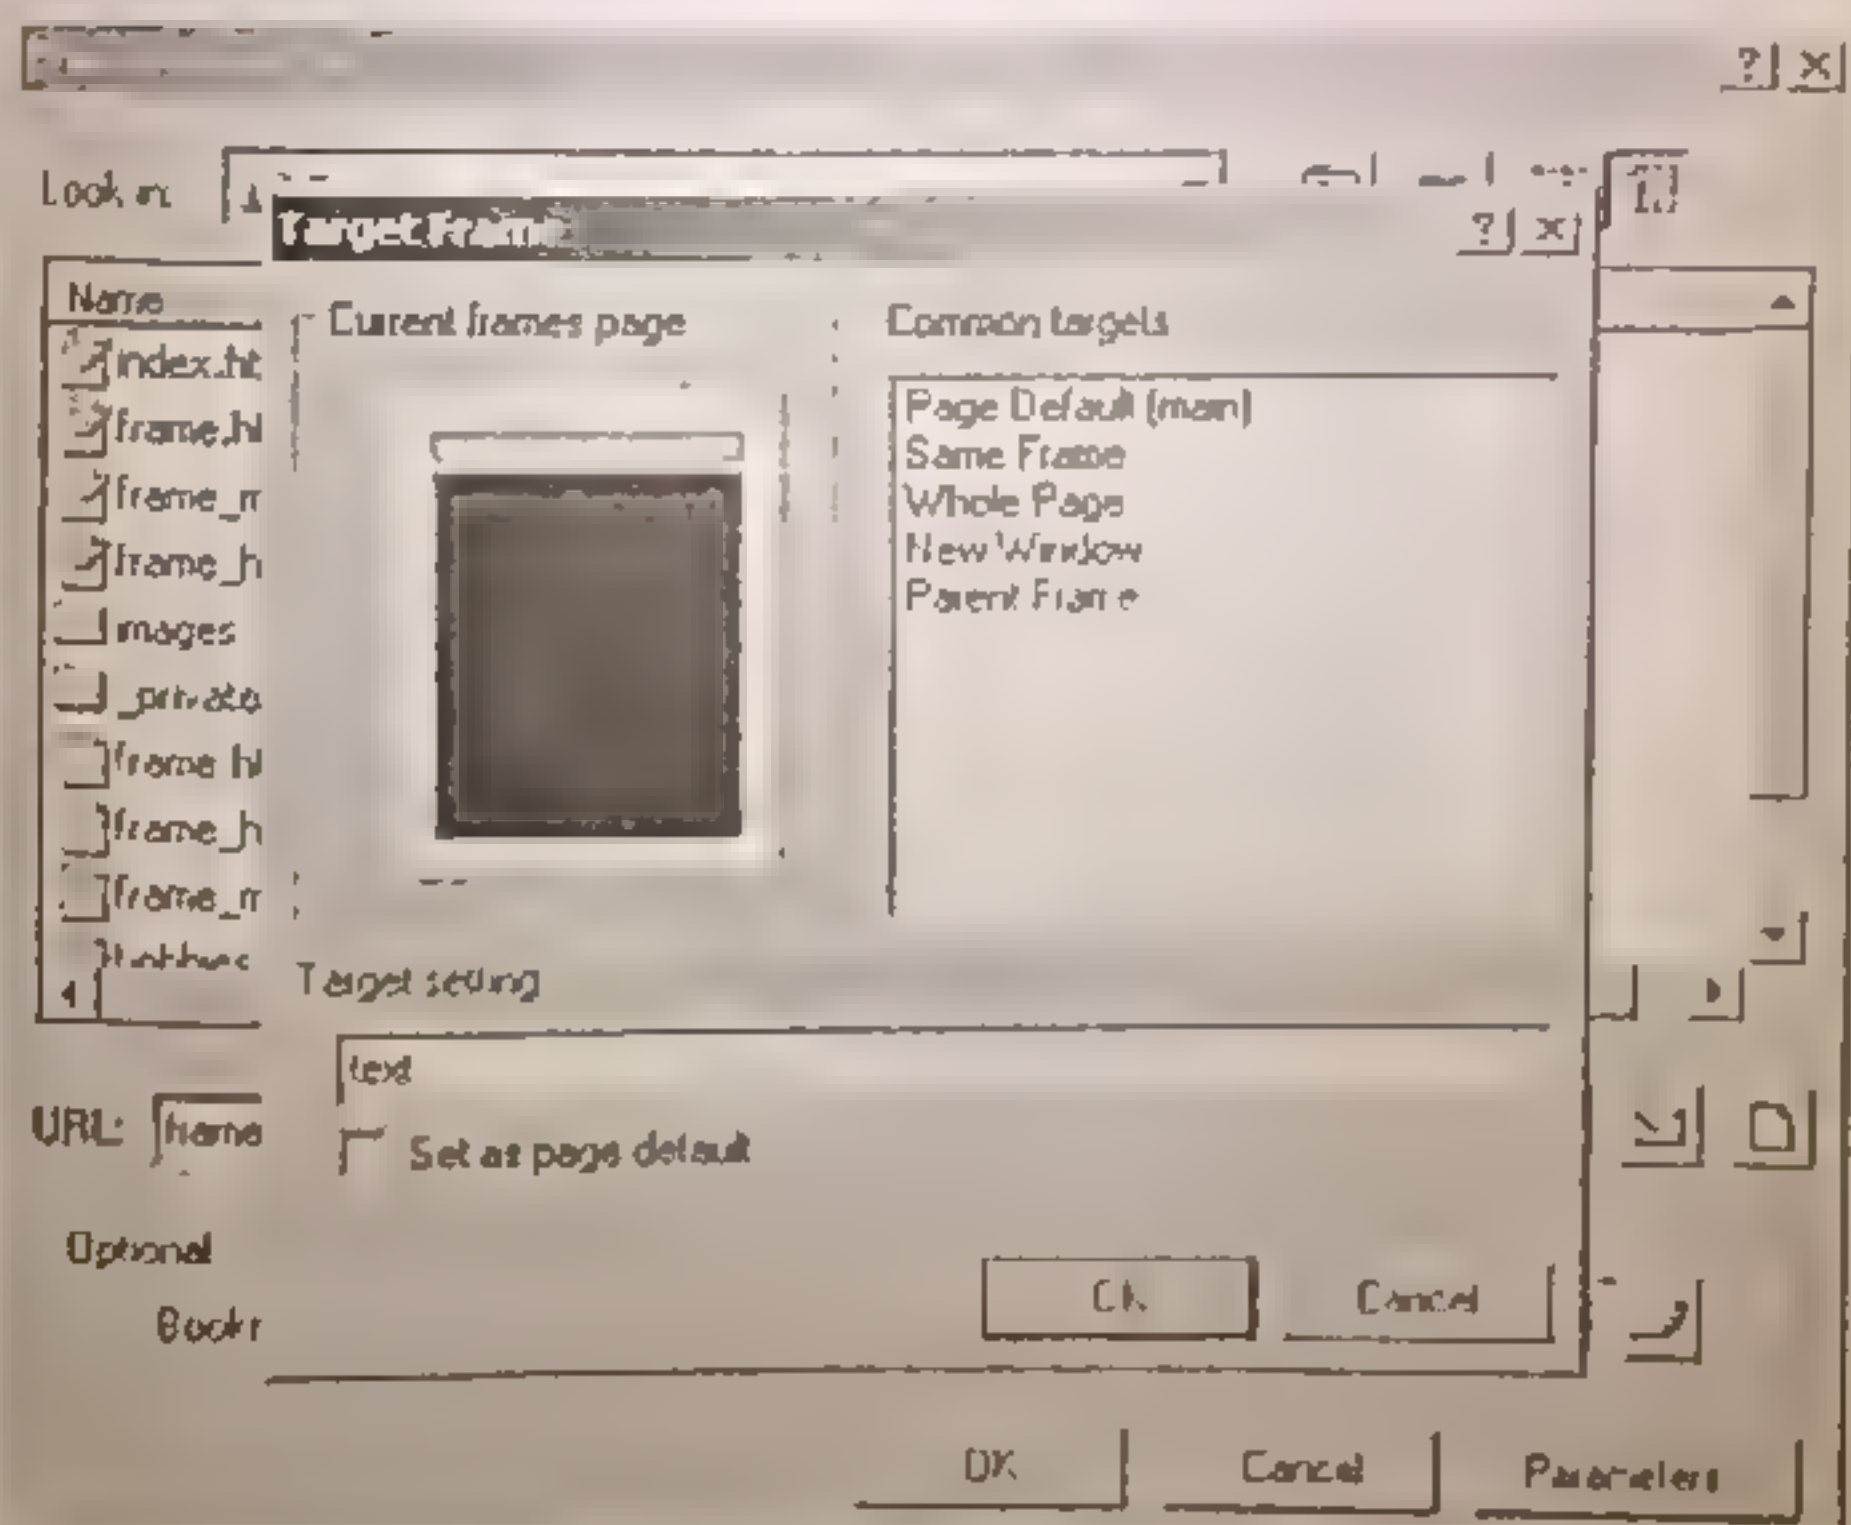 Look in:
Target Frame
Name
Current frames page
Common targets
index.ht
frame.ht
frame_m
frame_h
images
_private
frame ht
frame_h
frame_m
Page Default (main)
Same Frame
Whole Page
New Window
Parent Frame
Target setting
text
URL: frame
Set as page default
Optional
Bookr
OK Cancel
OK Cancel Parameters